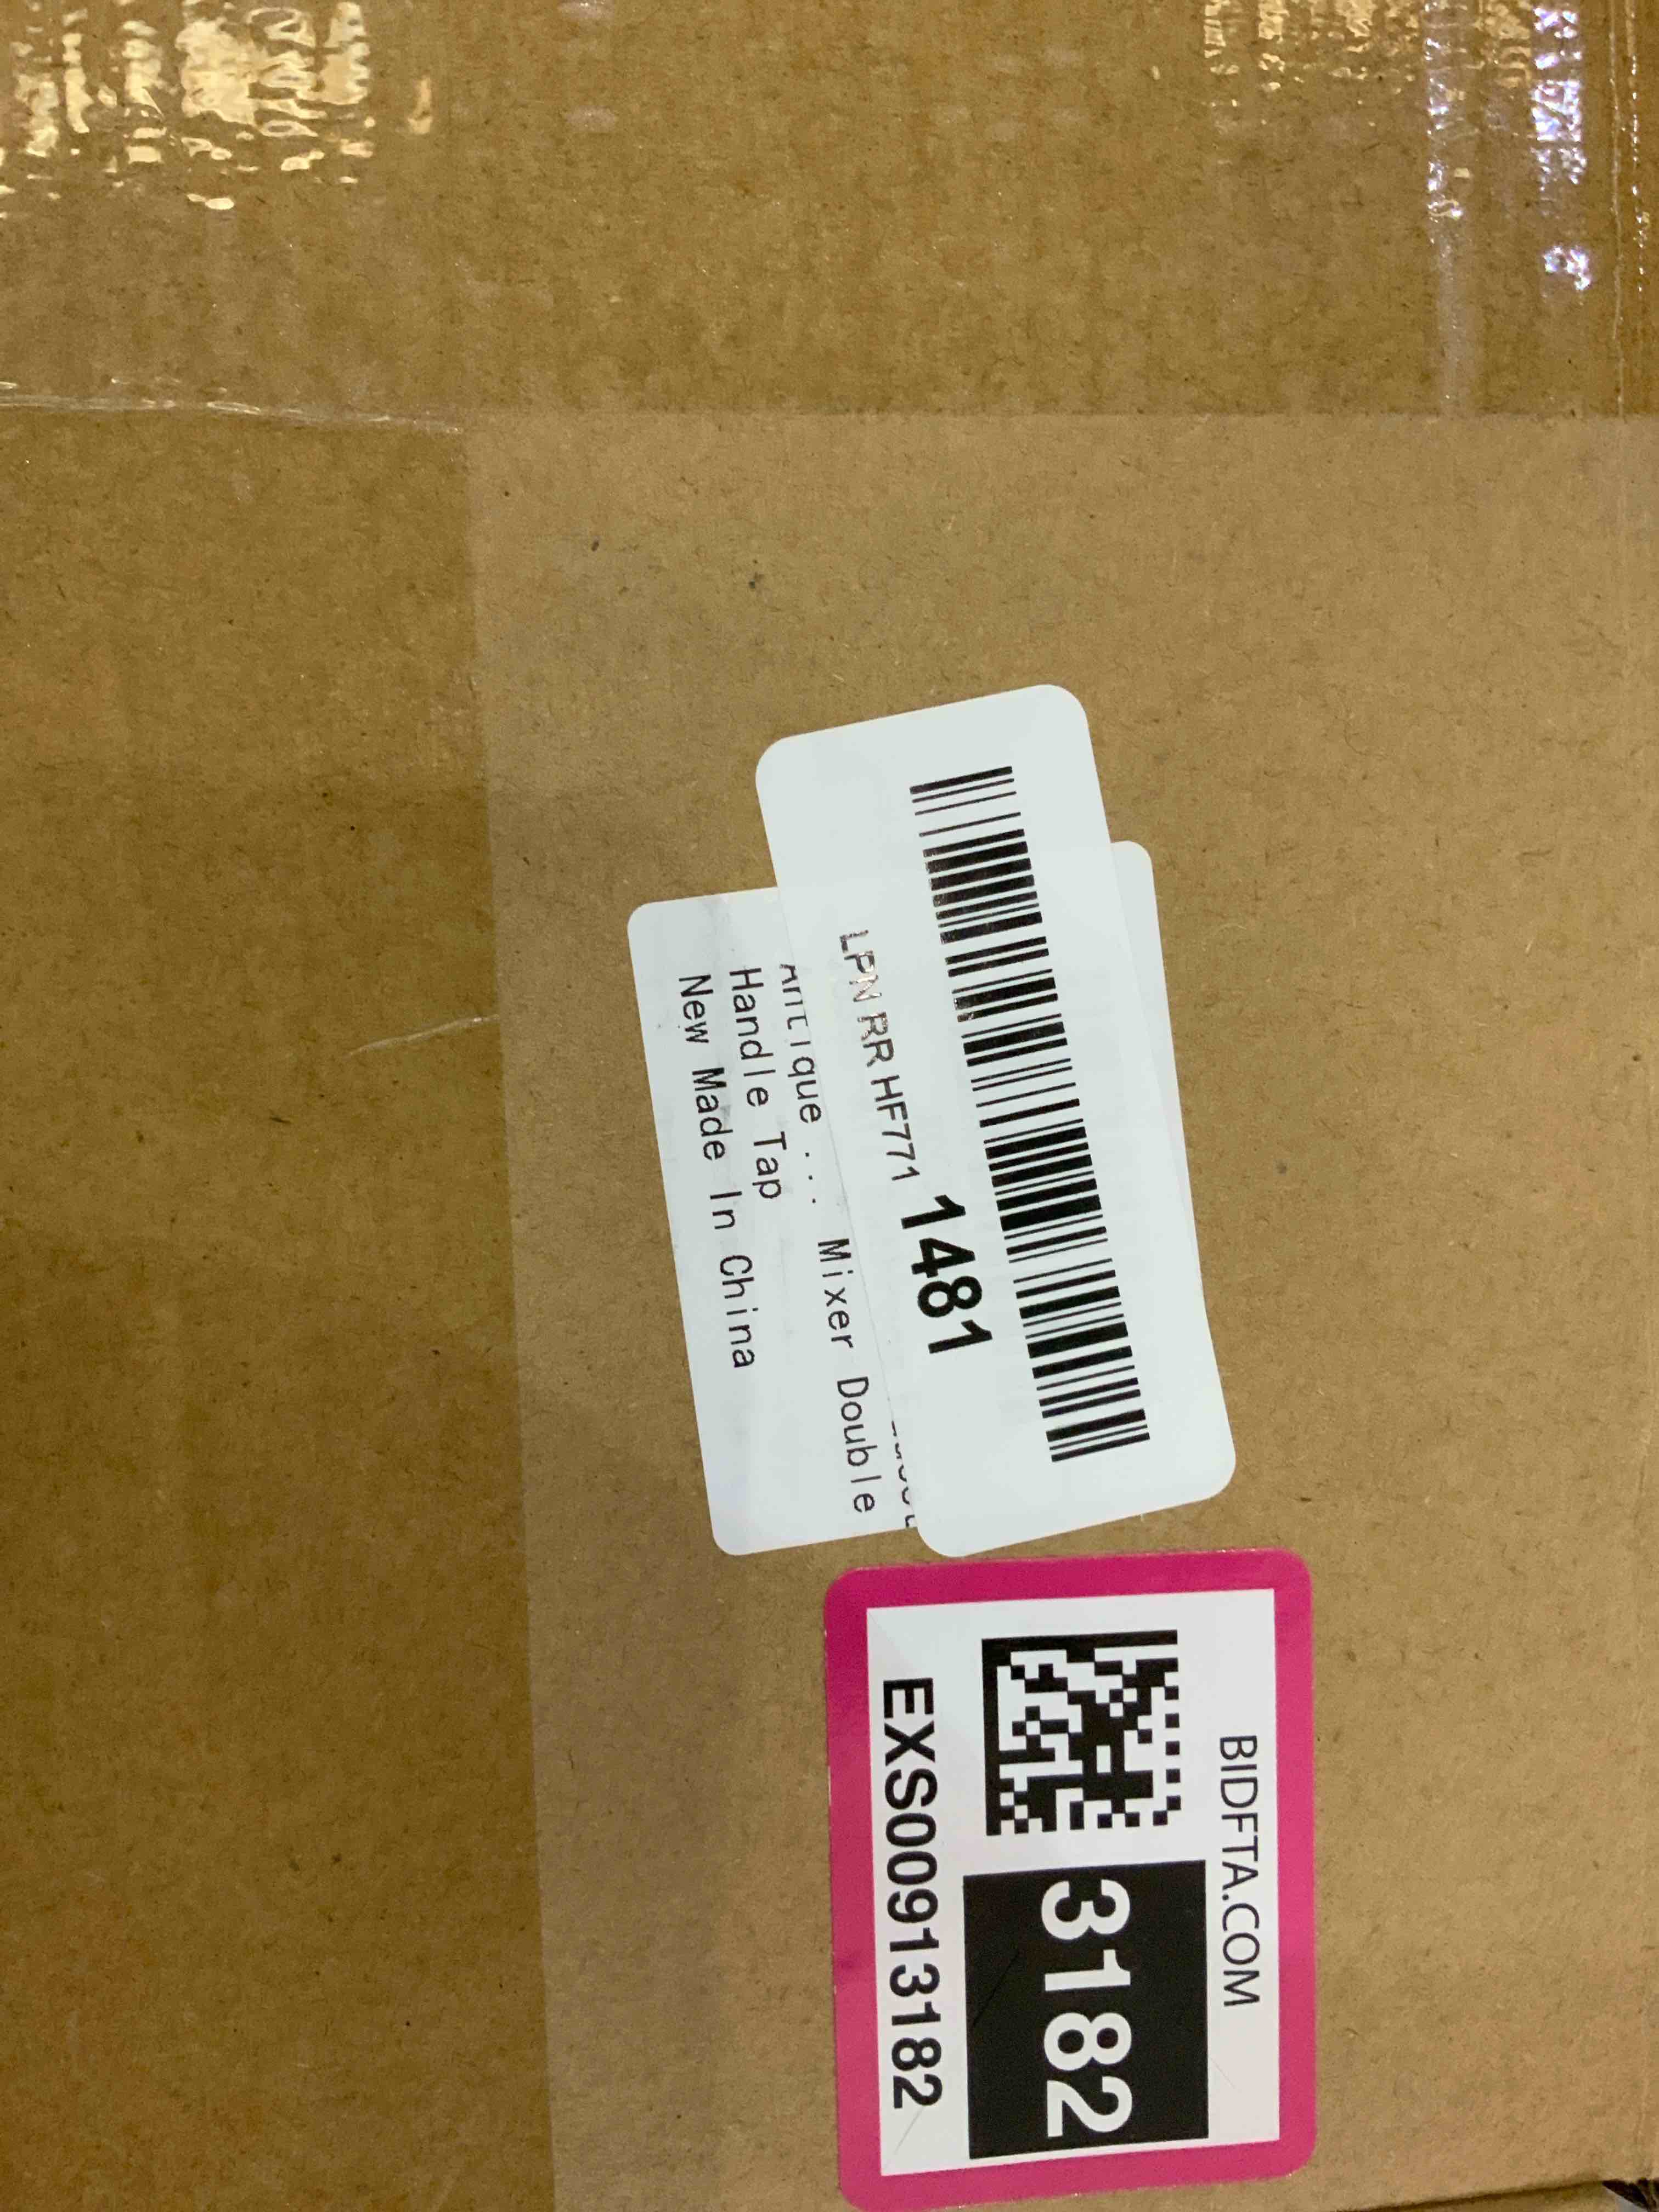 LPN RR HF771 1481
Antique ... Mixer Double
Handle Tap
New Made In China
BIDFTA.COM
3182
EXS00913182